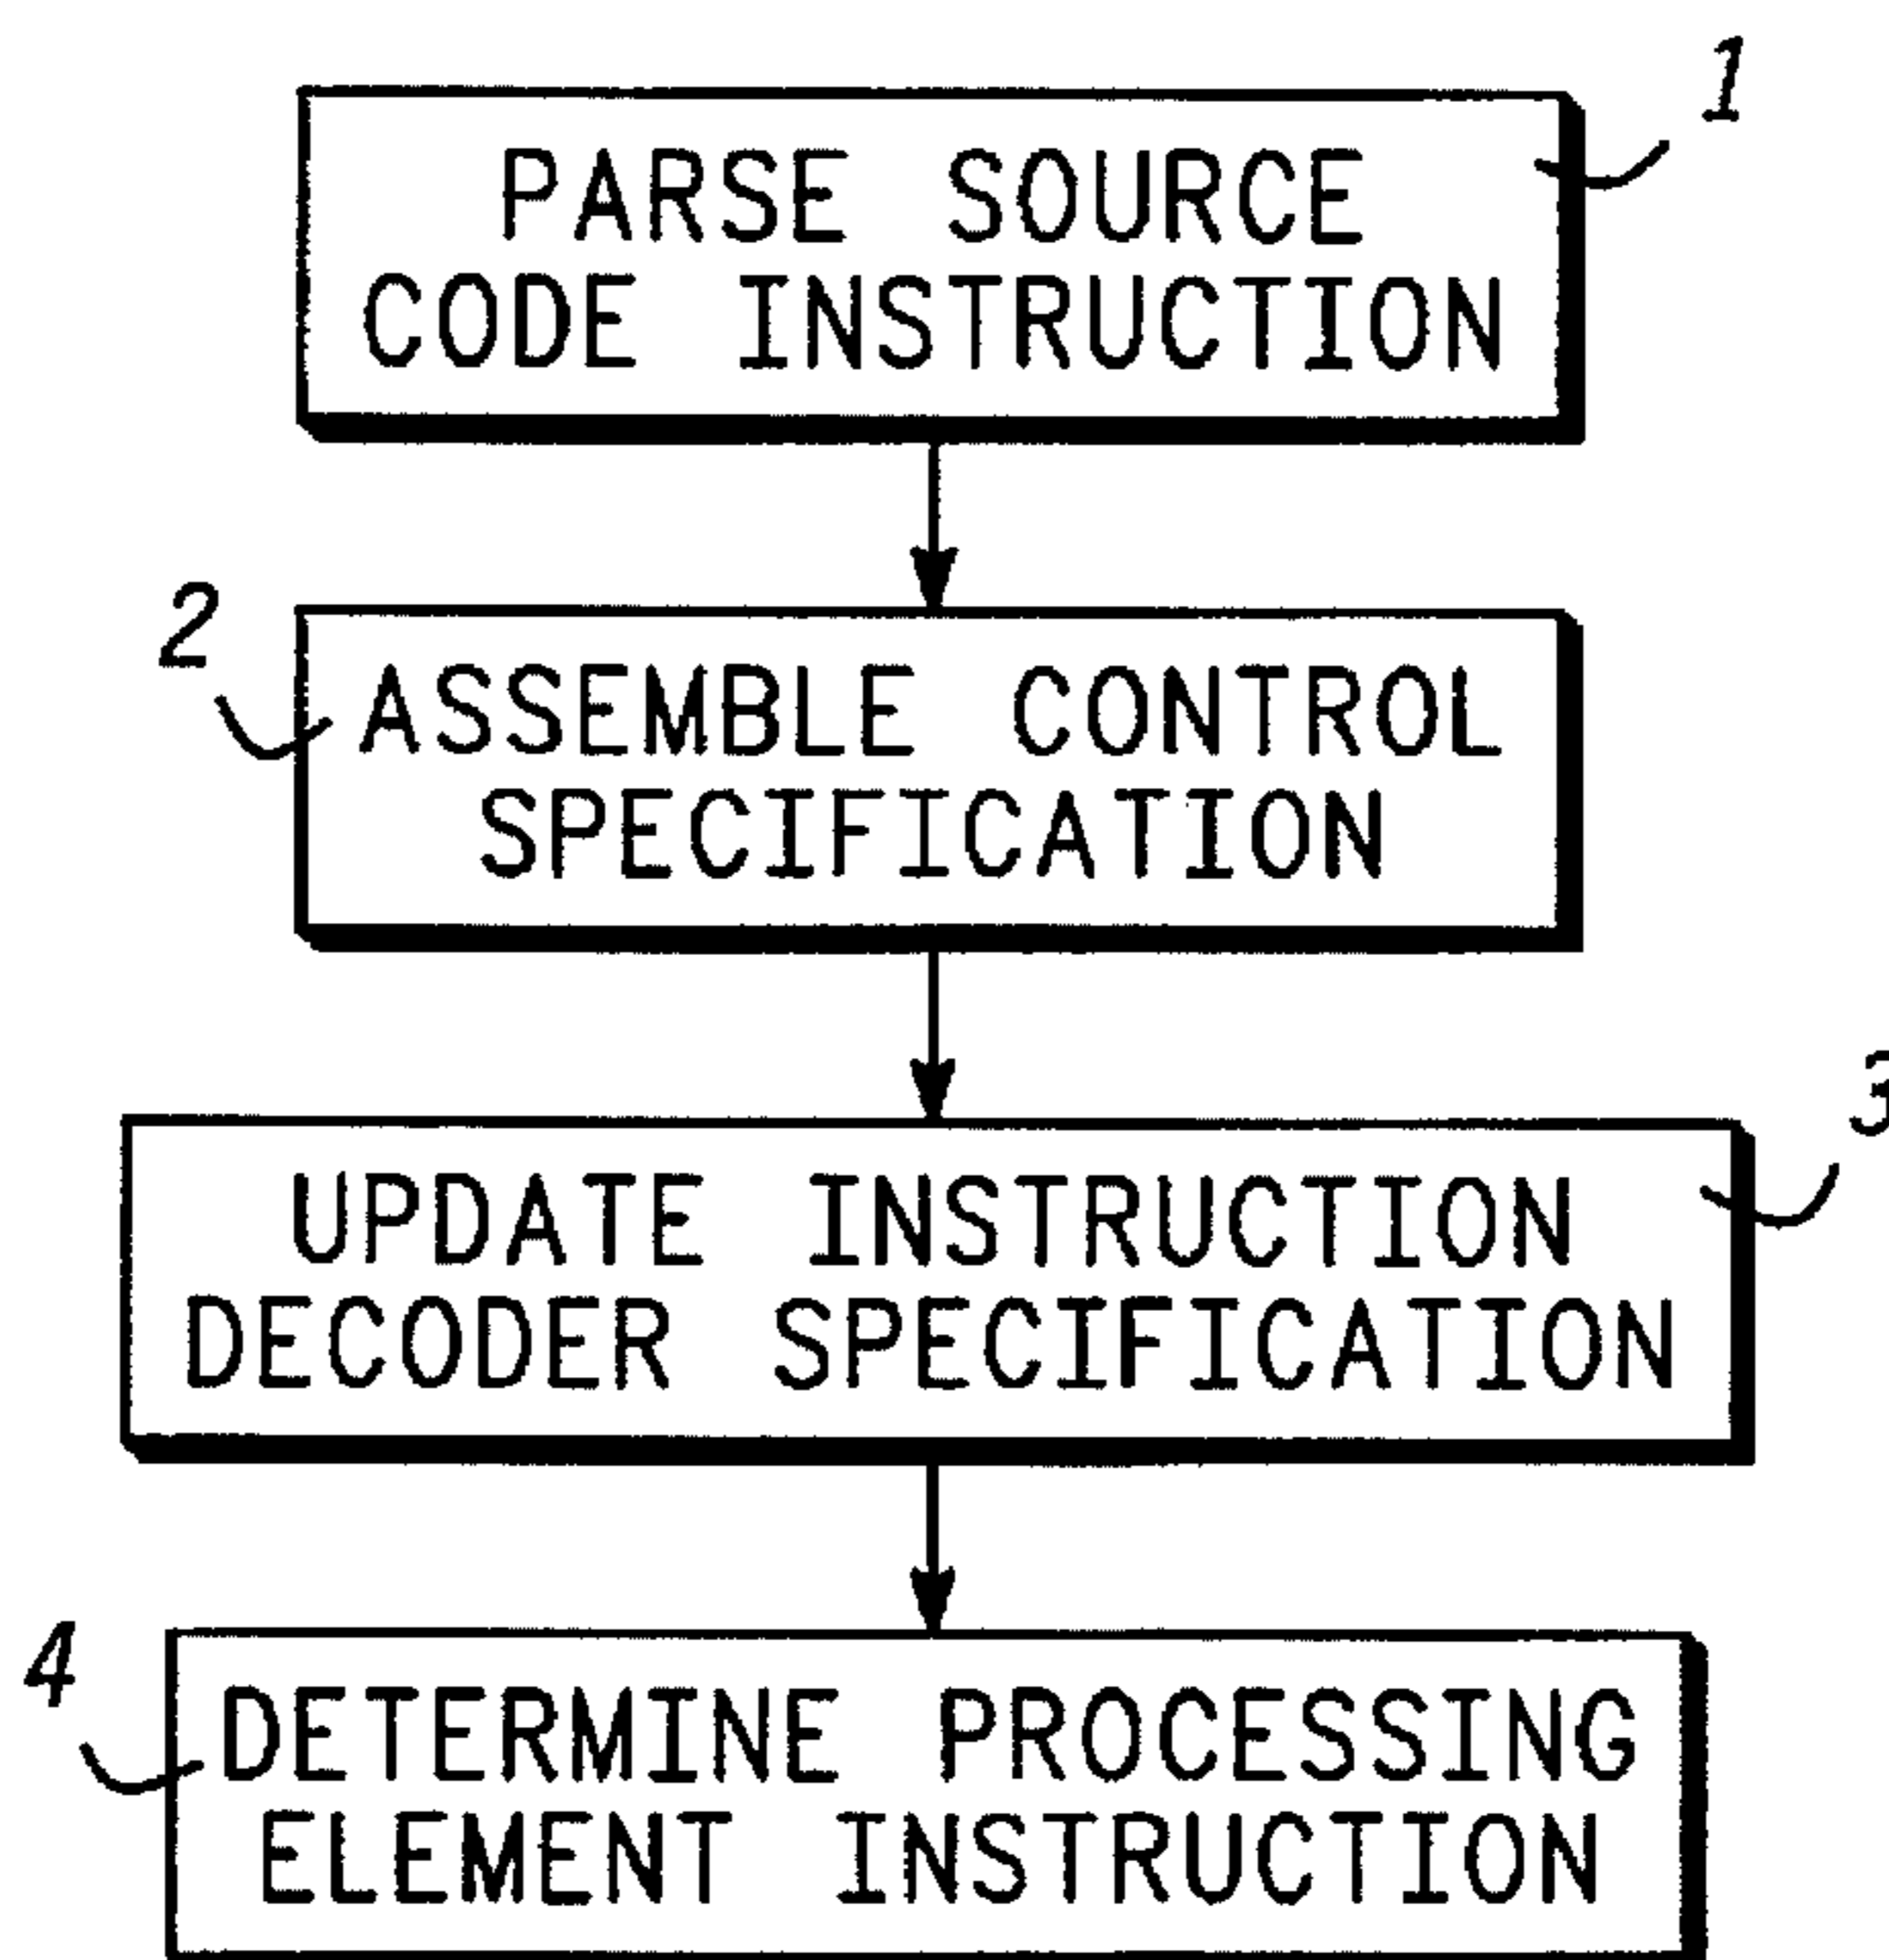 1
PARSE SOURCE
CODE INSTRUCTION
2
ASSEMBLE CONTROL
SPECIFICATION
3
UPDATE INSTRUCTION
DECODER SPECIFICATION
4
DETERMINE PROCESSING
ELEMENT INSTRUCTION